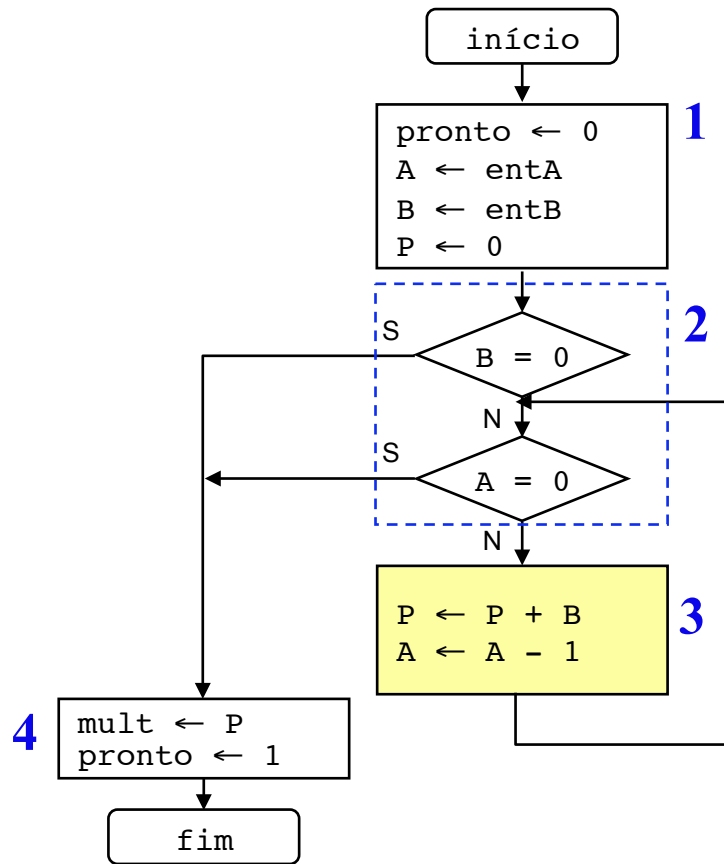 início
1
pronto ← 0
A ← entA
B ← entB
P ← 0
2
S
B = 0
N
S
A = 0
N
3
P ← P + B
A ← A - 1
4
mult ← P
pronto ← 1
fim